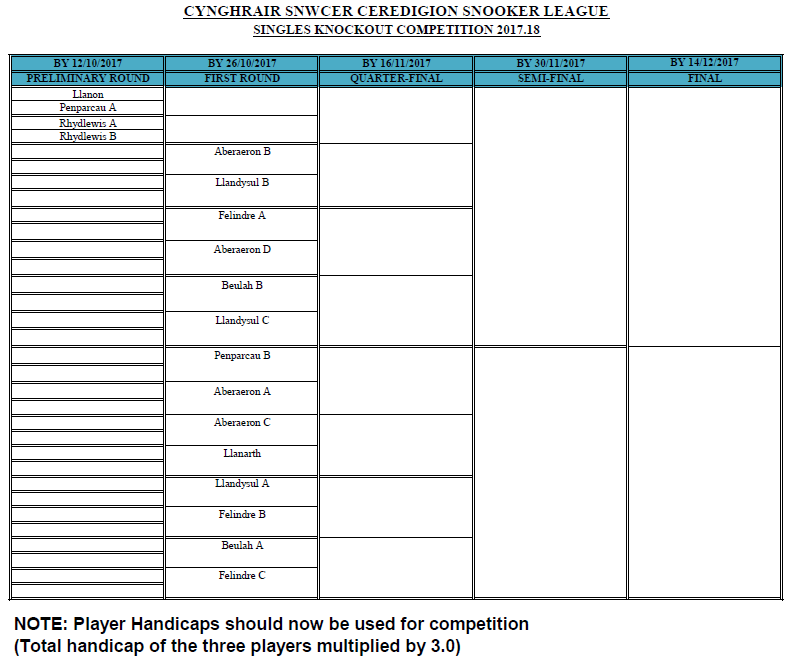 CYNGHRAIR SNWCER CEREDIGION SNOOKER LEAGUE
SINGLES KNOCKOUT COMPETITION 2017.18
BY 12/10/2017 BY 26/10/2017 BY 16/11/2017 BY 30/11/2017 BY 14/12/2017
PRELIMINARY ROUND FIRST ROUND QUARTER-FINAL SEMI-FINAL FINAL
Llanon
Penparcau A
Rhydlewis A
Rhydlewis B
Aberaeron B
Llandysul B
Felindre A
Aberaeron D
Beulah B
Llandysul C
Penparcau B
Aberaeron A
Aberaeron C
Llanarth
Llandysul A
Felindre B
Beulah A
Felindre C
NOTE: Player Handicaps should now be used for competition
(Total handicap of the three players multiplied by 3.0)